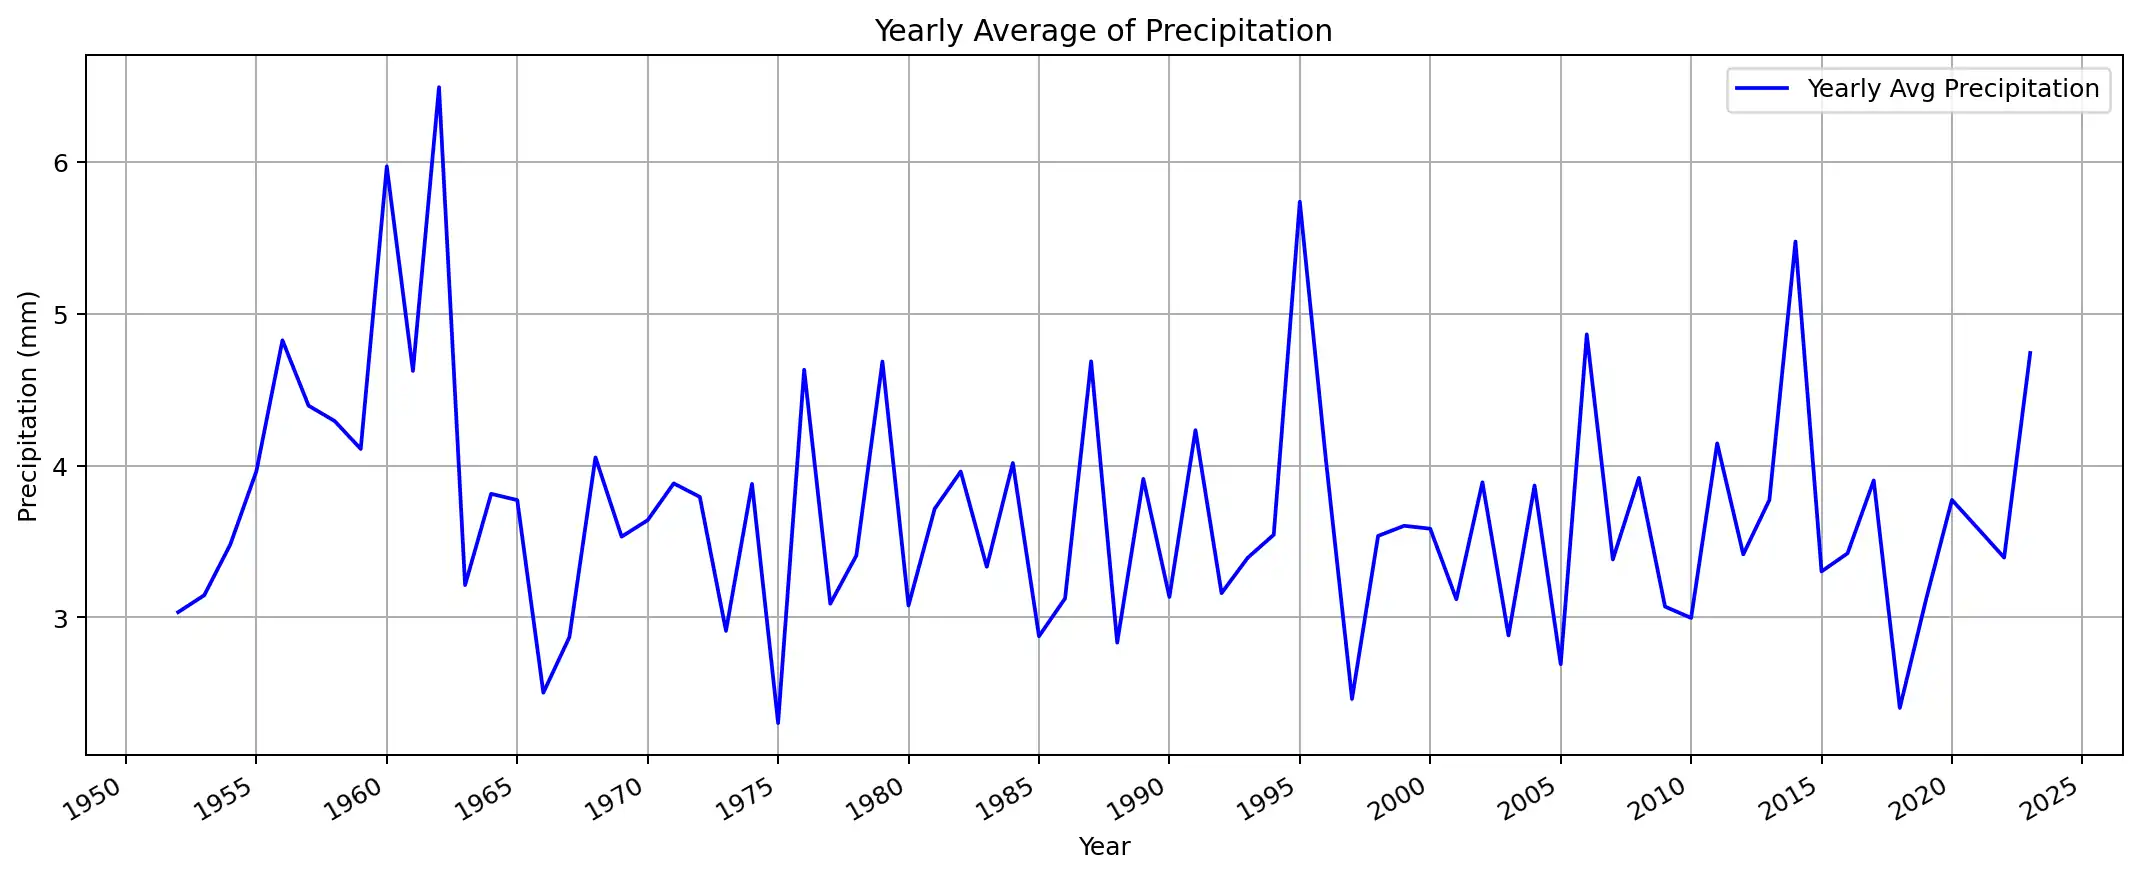 Yearly Average of Precipitation
Yearly Avg Precipitation
Precipitation (mm)
6
5
4
3
1950 1955 1960 1965 1970 1975 1980 1985 1990 1995 2000 2005 2010 2015 2020 2025
Year